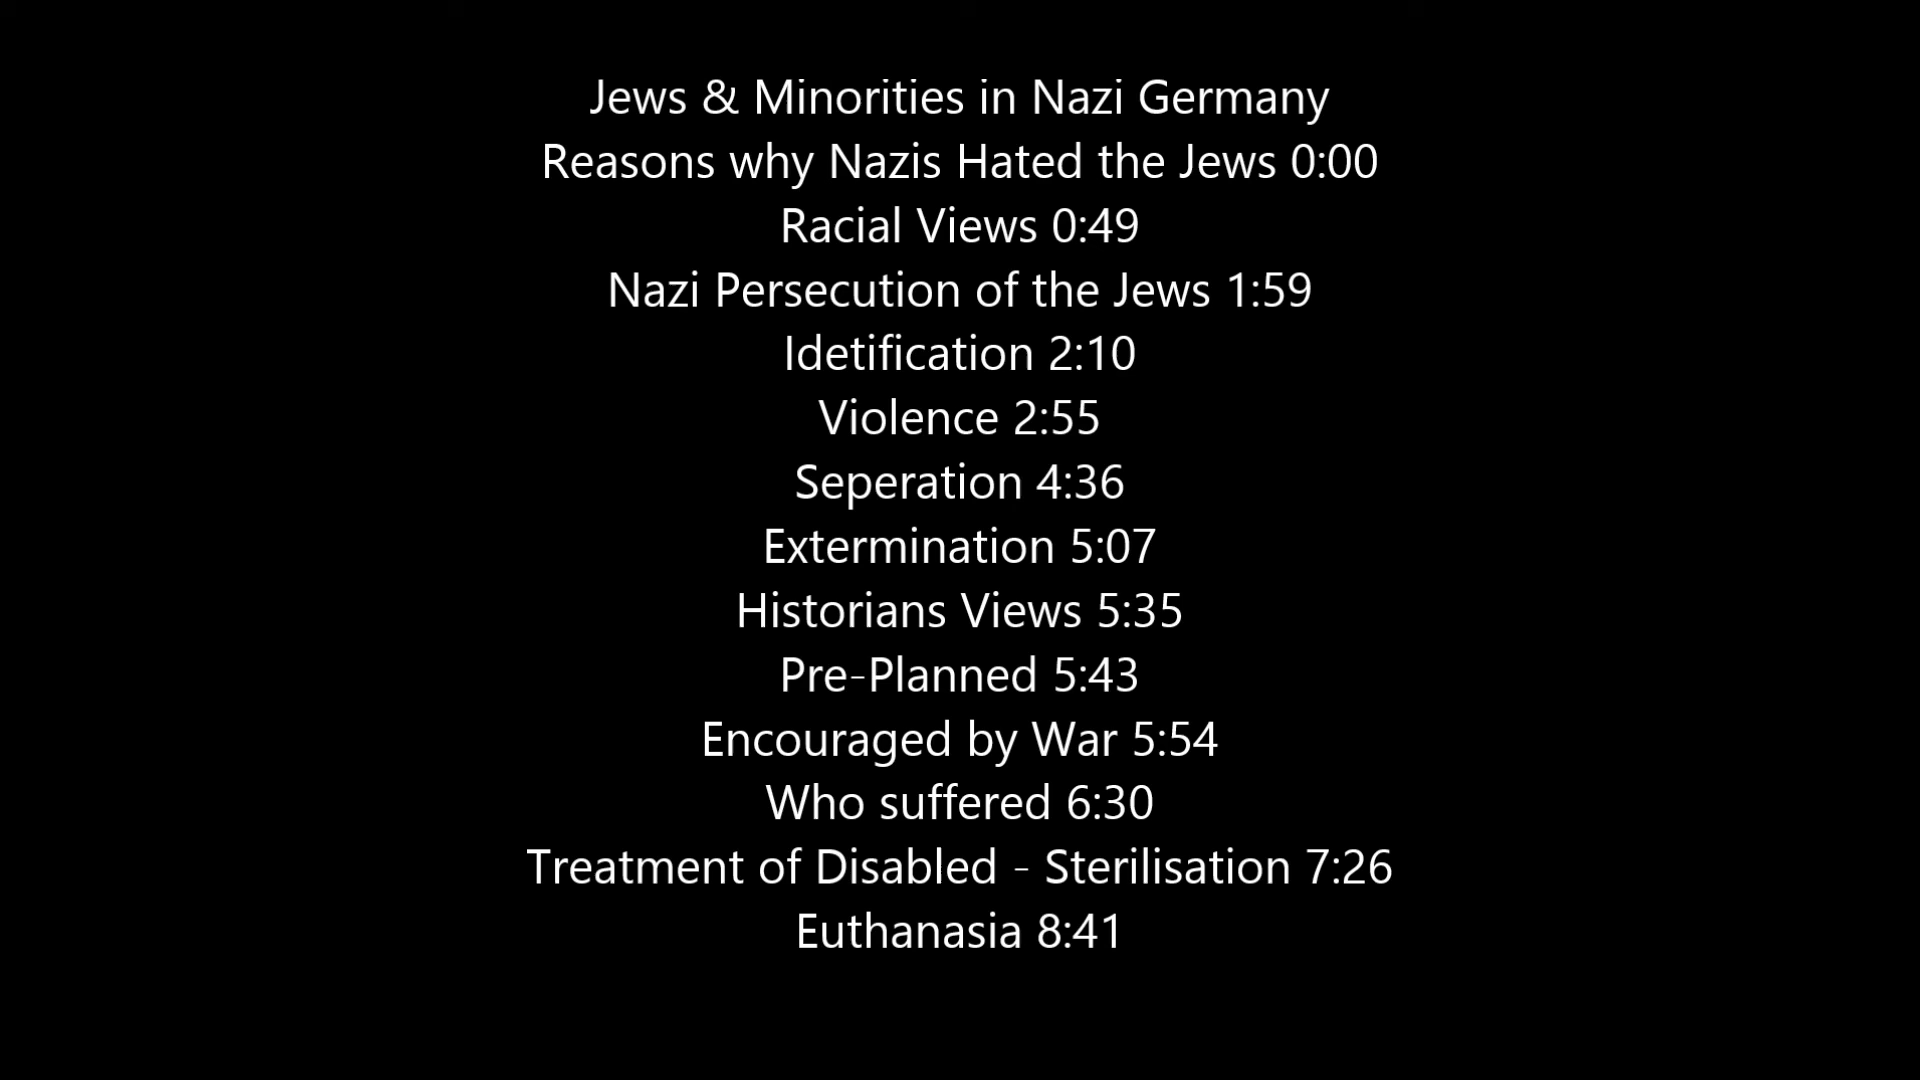 Jews & Minorities in Nazi Germany
Reasons why Nazis Hated the Jews 0:00
Racial Views 0:49
Nazi Persecution of the Jews 1:59
Idetification 2:10
Violence 2:55
Seperation 4:36
Extermination 5:07
Historians Views 5:35
Pre-Planned 5:43
Encouraged by War 5:54
Who suffered 6:30
Treatment of Disabled - Sterilisation 7:26
Euthanasia 8:41